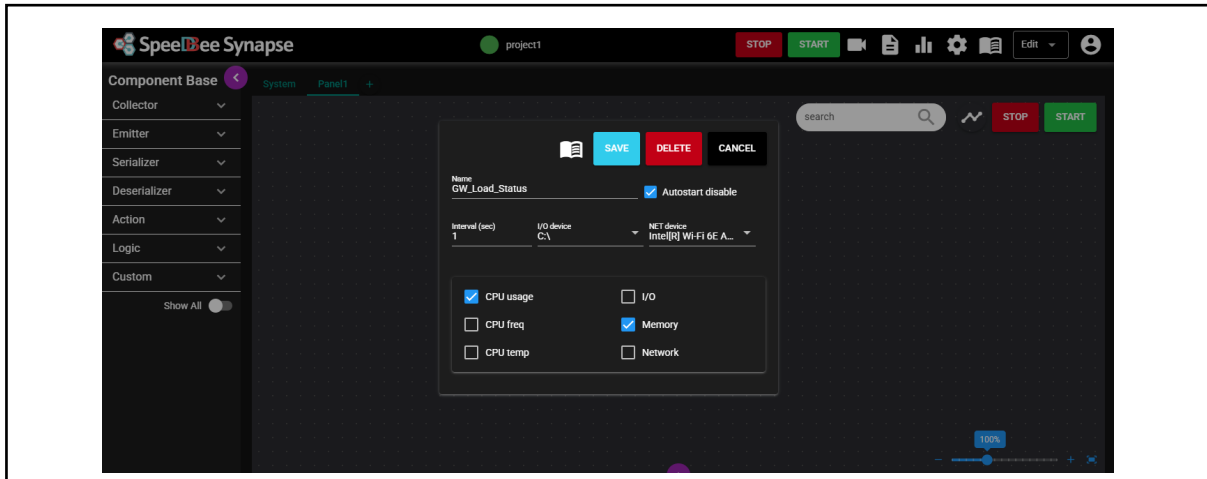 SpeeDBee Synapse
project1
STOP
START
Edit
Component Base
System
Panel1
+
Collector
Emitter
Serializer
Deserializer
Action
Logic
Custom
Show All
search
STOP
START
SAVE
DELETE
CANCEL
Name
GW_Load_Status
Autostart disable
Interval (sec)
I/O device
NET device
1
C:\
Intel[R] Wi-Fi 6E A...
CPU usage
I/O
CPU freq
Memory
CPU temp
Network
100%